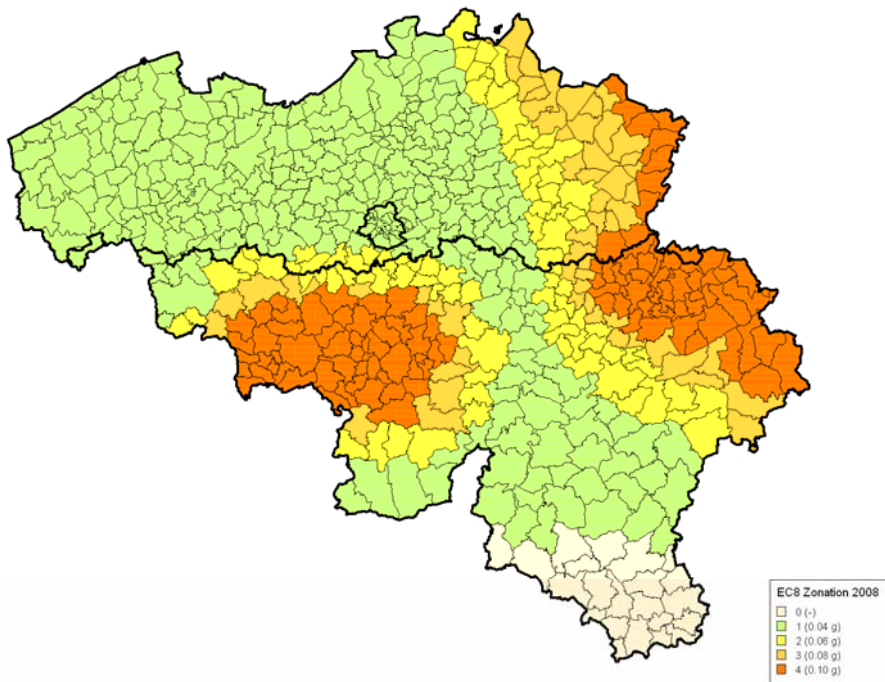 EC8 Zonation 2008
0 (-)
1 (0.04 g)
2 (0.06 g)
3 (0.08 g)
4 (0.10 g)